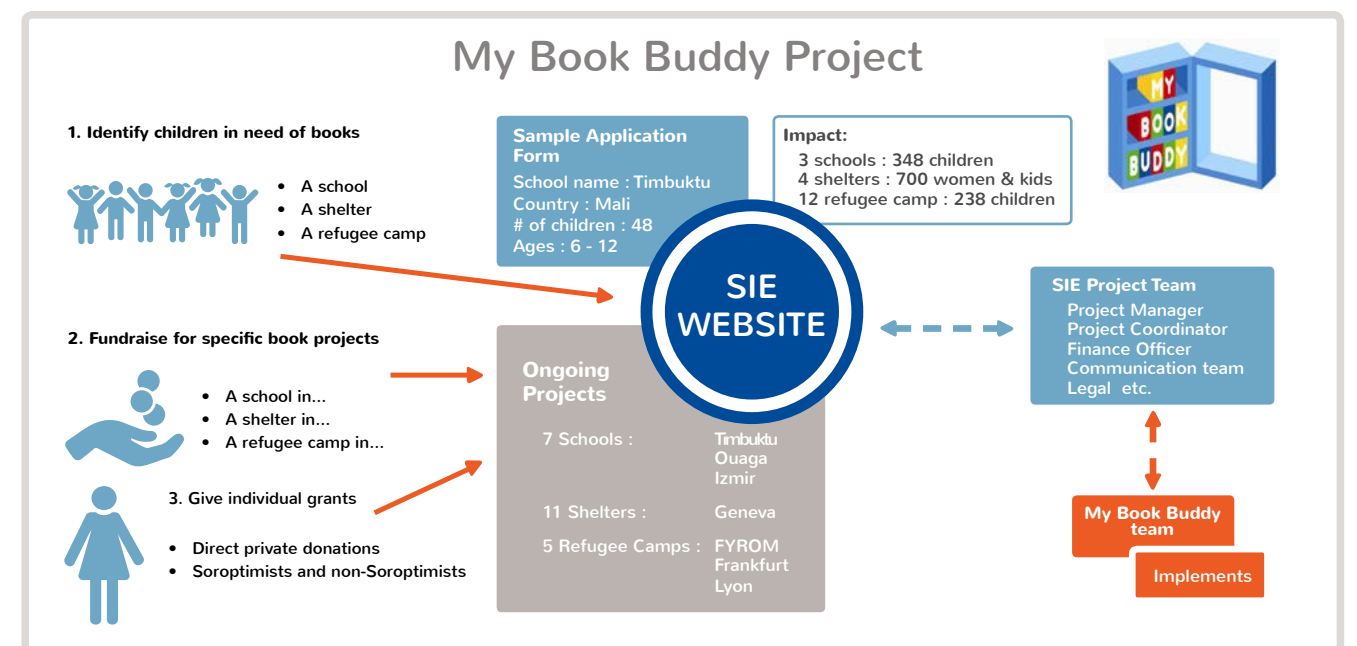 My Book Buddy Project
MY
BOOK
BUDDY
1. Identify children in need of books
• A school
• A shelter
• A refugee camp
Sample Application
Form
School name : Timbuktu
Country : Mali
# of children : 48
Ages : 6 - 12
Impact:
3 schools : 348 children
4 shelters : 700 women & kids
12 refugee camp : 238 children
SIE
WEBSITE
SIE Project Team
Project Manager
Project Coordinator
Finance Officer
Communication team
Legal etc.
2. Fundraise for specific book projects
• A school in...
• A shelter in...
• A refugee camp in...
3. Give individual grants
• Direct private donations
• Soroptimists and non-Soroptimists
Ongoing
Projects
7 Schools : Timbuktu
Ouaga
Izmir
11 Shelters : Geneva
5 Refugee Camps : FYROM
Frankfurt
Lyon
My Book Buddy
team
Implements